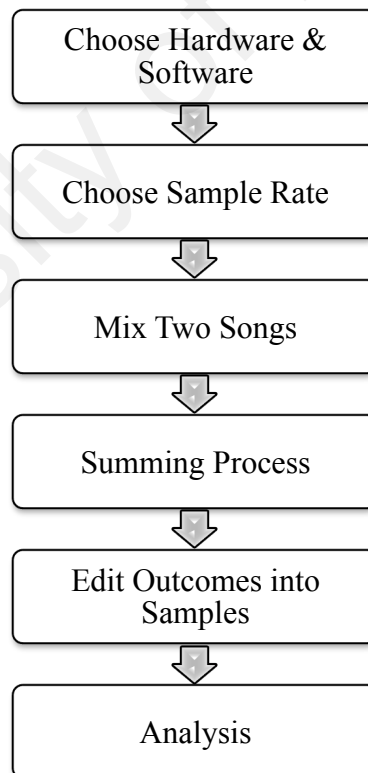 Choose Hardware &
Software
Choose Sample Rate
Mix Two Songs
Summing Process
Edit Outcomes into
Samples
Analysis